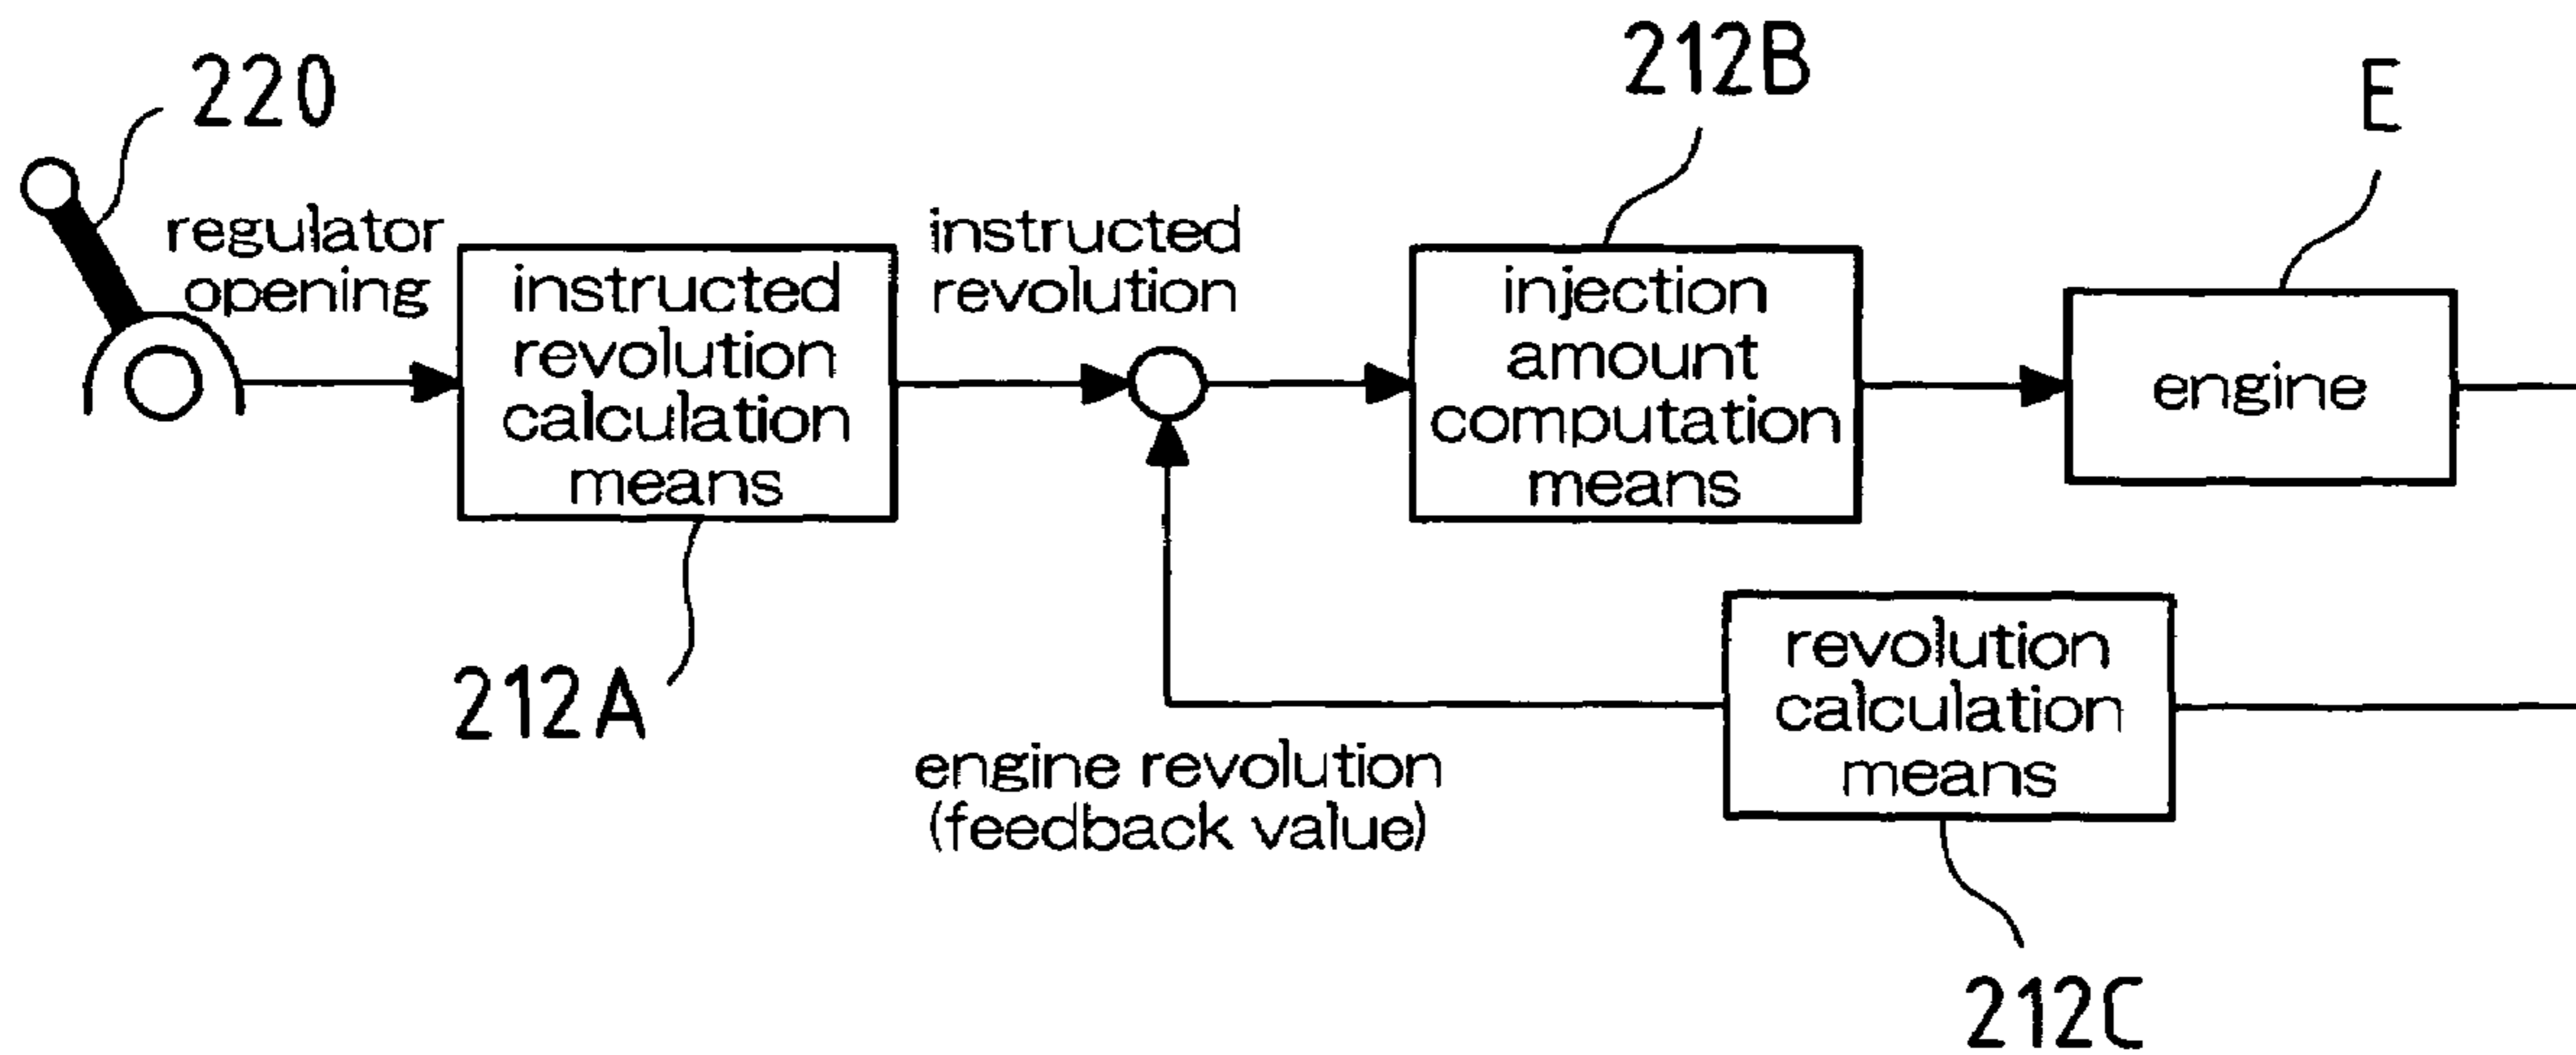 220
212B
E
regulator
opening
instructed
revolution
calculation
means
instructed
revolution
injection
amount
computation
means
engine
212A
revolution
calculation
means
engine revolution
(feedback value)
212C